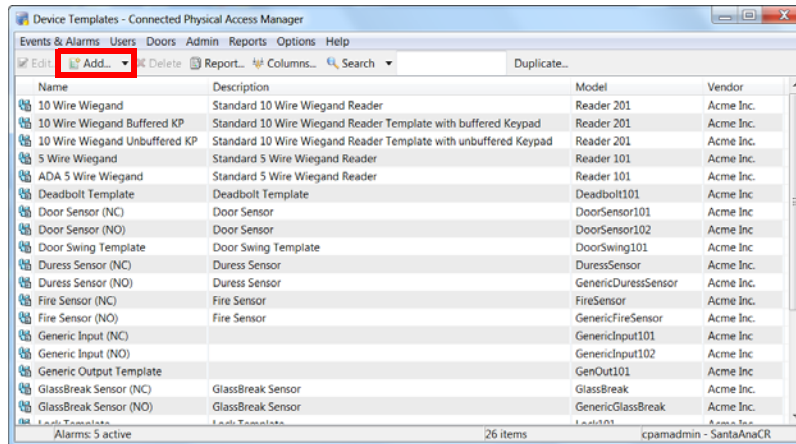 Device Templates - Connected Physical Access Manager
Events & Alarms Users Doors Admin Reports Options Help
Edit... Add... Delete Report... Columns... Search Duplicate...
Name Description Model Vendor
10 Wire Wiegand Standard 10 Wire Wiegand Reader Reader 201 Acme Inc.
10 Wire Wiegand Buffered KP Standard 10 Wire Wiegand Reader Template with buffered Keypad Reader 201 Acme Inc.
10 Wire Wiegand Unbuffered KP Standard 10 Wire Wiegand Reader Template with unbuffered Keypad Reader 201 Acme Inc.
5 Wire Wiegand Standard 5 Wire Wiegand Reader Reader 101 Acme Inc.
ADA 5 Wire Wiegand Standard 5 Wire Wiegand Reader Reader 101 Acme Inc.
Deadbolt Template Deadbolt Template Deadbolt101 Acme Inc
Door Sensor (NC) Door Sensor DoorSensor101 Acme Inc
Door Sensor (NO) Door Sensor DoorSensor102 Acme Inc
Door Swing Template Door Swing Template DoorSwing101 Acme Inc
Duress Sensor (NC) Duress Sensor DuressSensor Acme Inc.
Duress Sensor (NO) Duress Sensor GenericDuressSensor Acme Inc.
Fire Sensor (NC) Fire Sensor FireSensor Acme Inc.
Fire Sensor (NO) Fire Sensor GenericFireSensor Acme Inc.
Generic Input (NC) GenericInput101 Acme Inc
Generic Input (NO) GenericInput102 Acme Inc
Generic Output Template GenOut101 Acme Inc
GlassBreak Sensor (NC) GlassBreak Sensor GlassBreak Acme Inc.
GlassBreak Sensor (NO) GlassBreak Sensor GenericGlassBreak Acme Inc.
Lock Template Lock Template Lock101
Alarms: 5 active 26 items cpamadmin - SantaAnaCR